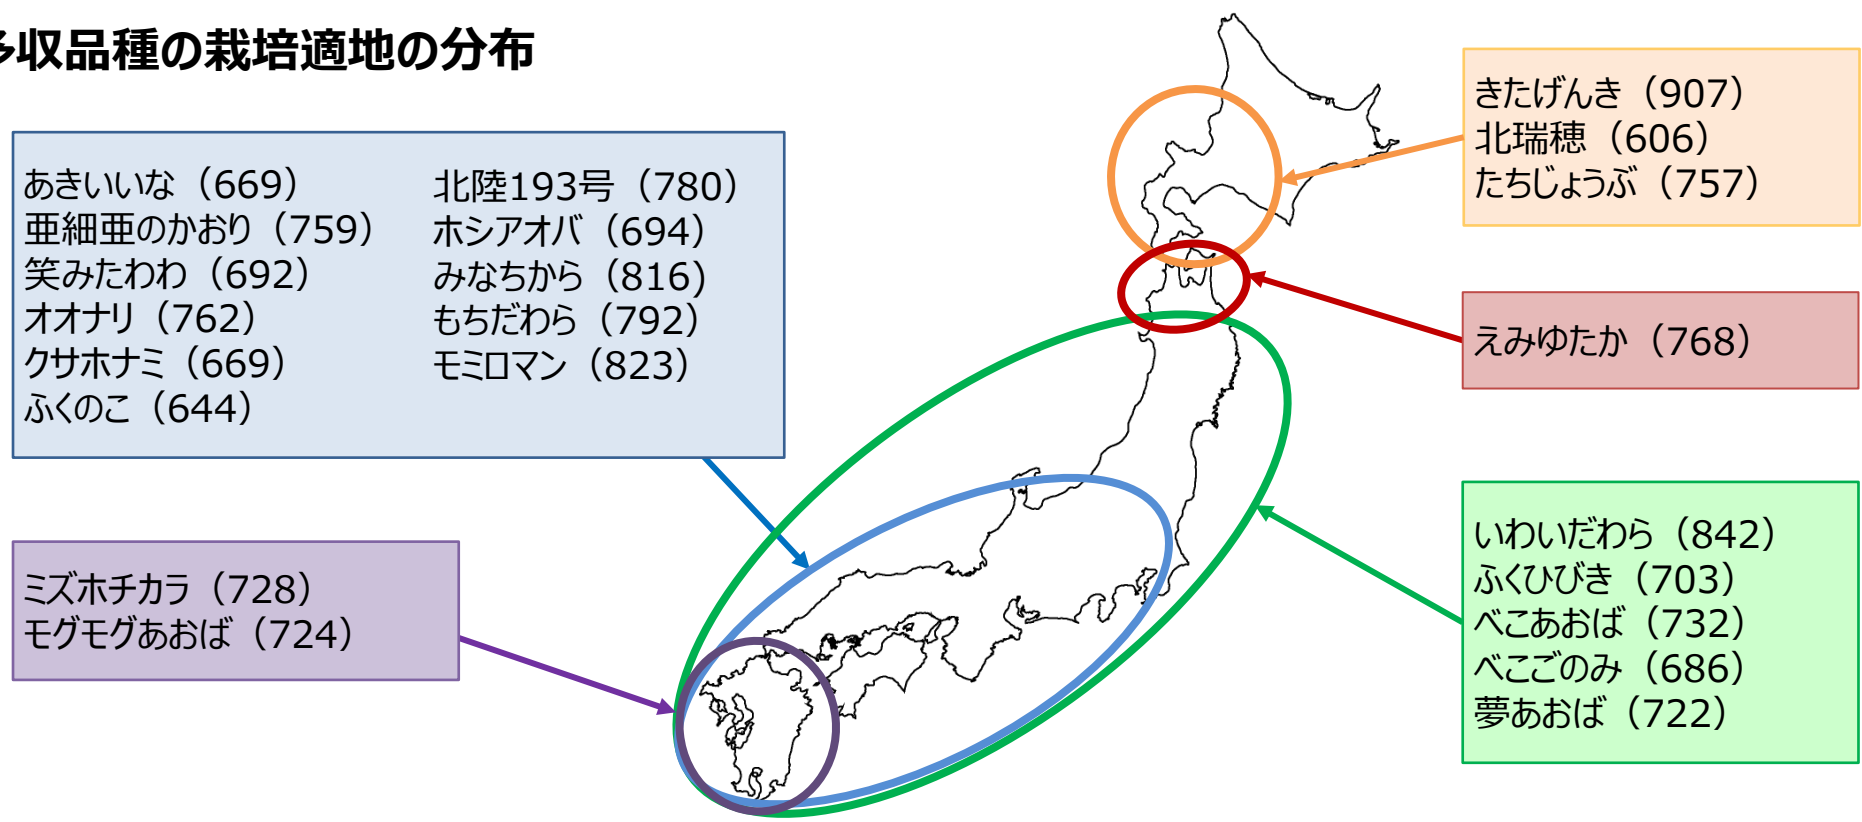 多収品種の栽培適地の分布
きたげんき（907）
北瑞穂（606）
たちじょうぶ（757）
あきいいな（669）
亜細亜のかおり（759）
笑みたわわ（692）
オオナリ（762）
クサホナミ（669）
ふくのこ（644）
北陸193号（780）
ホシアオバ（694）
みなちから（816)
もちだわら（792）
モミロマン（823）
えみゆたか（768）
いわいだわら（842）
ふくひびき（703）
べこあおば（732）
べこごのみ（686）
夢あおば（722）
ミズホチカラ（728）
モグモグあおば（724）